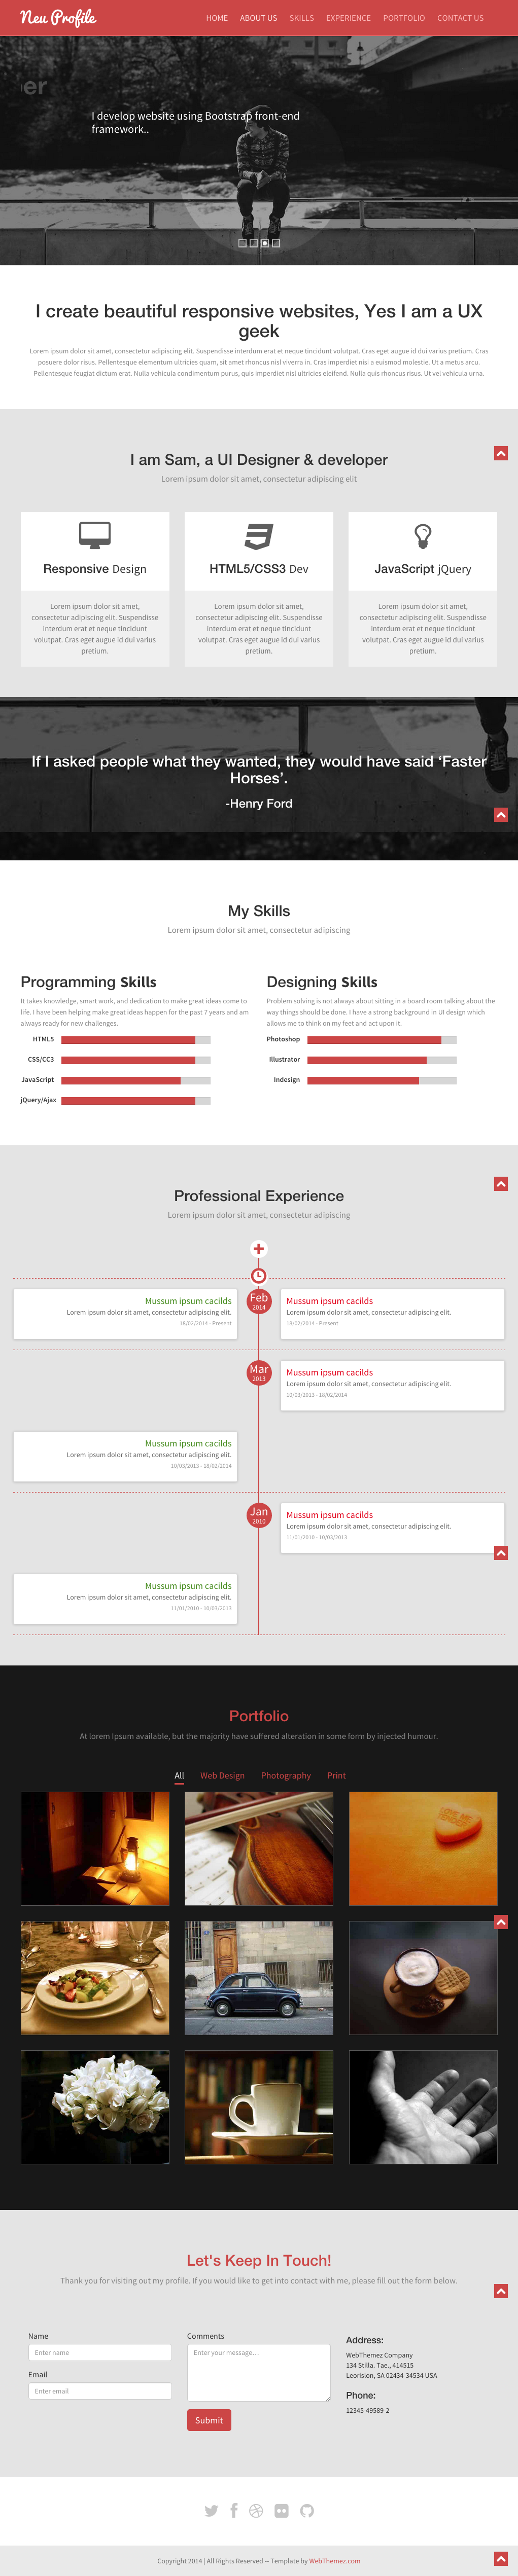 Neu Profile
HOME ABOUT US SKILLS EXPERIENCE PORTFOLIO CONTACT US
er
I develop website using Bootstrap front-end
framework..
I create beautiful responsive websites, Yes I am a UX
geek
Lorem ipsum dolor sit amet, consectetur adipiscing elit. Suspendisse interdum erat et neque tincidunt volutpat. Cras eget augue id dui varius pretium. Cras
posuere dolor risus. Pellentesque elementum ultricies quam, sit amet rhoncus nisl viverra in. Cras imperdiet nisi a euismod molestie. Ut a metus arcu.
Pellentesque feugiat dictum erat. Nulla vehicula condimentum purus, quis imperdiet nisl ultricies eleifend. Nulla quis rhoncus risus. Ut vel vehicula urna.
I am Sam, a UI Designer & developer
Lorem ipsum dolor sit amet, consectetur adipiscing elit
Responsive Design
Lorem ipsum dolor sit amet,
consectetur adipiscing elit. Suspendisse
interdum erat et neque tincidunt
volutpat. Cras eget augue id dui varius
pretium.
HTML5/CSS3 Dev
Lorem ipsum dolor sit amet,
consectetur adipiscing elit. Suspendisse
interdum erat et neque tincidunt
volutpat. Cras eget augue id dui varius
pretium.
JavaScript jQuery
Lorem ipsum dolor sit amet,
consectetur adipiscing elit. Suspendisse
interdum erat et neque tincidunt
volutpat. Cras eget augue id dui varius
pretium.
If I asked people what they wanted, they would have said ‘Faster
Horses’.
-Henry Ford
My Skills
Lorem ipsum dolor sit amet, consectetur adipiscing
Programming Skills
It takes knowledge, smart work, and dedication to make great ideas come to
life. I have been helping make great ideas happen for the past 7 years and am
always ready for new challenges.
HTML5
CSS/CC3
JavaScript
jQuery/Ajax
Designing Skills
Problem solving is not always about sitting in a board room talking about the
way things should be done. I have a strong background in UI design which
allows me to think on my feet and act upon it.
Photoshop
Illustrator
Indesign
Professional Experience
Lorem ipsum dolor sit amet, consectetur adipiscing
Feb
2014
Mussum ipsum cacilds
Lorem ipsum dolor sit amet, consectetur adipiscing elit.
18/02/2014 - Present
Mussum ipsum cacilds
Lorem ipsum dolor sit amet, consectetur adipiscing elit.
18/02/2014 - Present
Mar
2013
Mussum ipsum cacilds
Lorem ipsum dolor sit amet, consectetur adipiscing elit.
10/03/2013 - 18/02/2014
Mussum ipsum cacilds
Lorem ipsum dolor sit amet, consectetur adipiscing elit.
10/03/2013 - 18/02/2014
Jan
2010
Mussum ipsum cacilds
Lorem ipsum dolor sit amet, consectetur adipiscing elit.
11/01/2010 - 10/03/2013
Mussum ipsum cacilds
Lorem ipsum dolor sit amet, consectetur adipiscing elit.
11/01/2010 - 10/03/2013
Portfolio
At lorem Ipsum available, but the majority have suffered alteration in some form by injected humour.
All Web Design Photography Print
Let's Keep In Touch!
Thank you for visiting out my profile. If you would like to get into contact with me, please fill out the form below.
Name
Enter name
Email
Enter email
Comments
Enter your message...
Submit
Address:
WebThemez Company
134 Stilla. Tae., 414515
Leorislon, SA 02434-34534 USA
Phone:
12345-49589-2
Copyright 2014 | All Rights Reserved -- Template by WebThemez.com